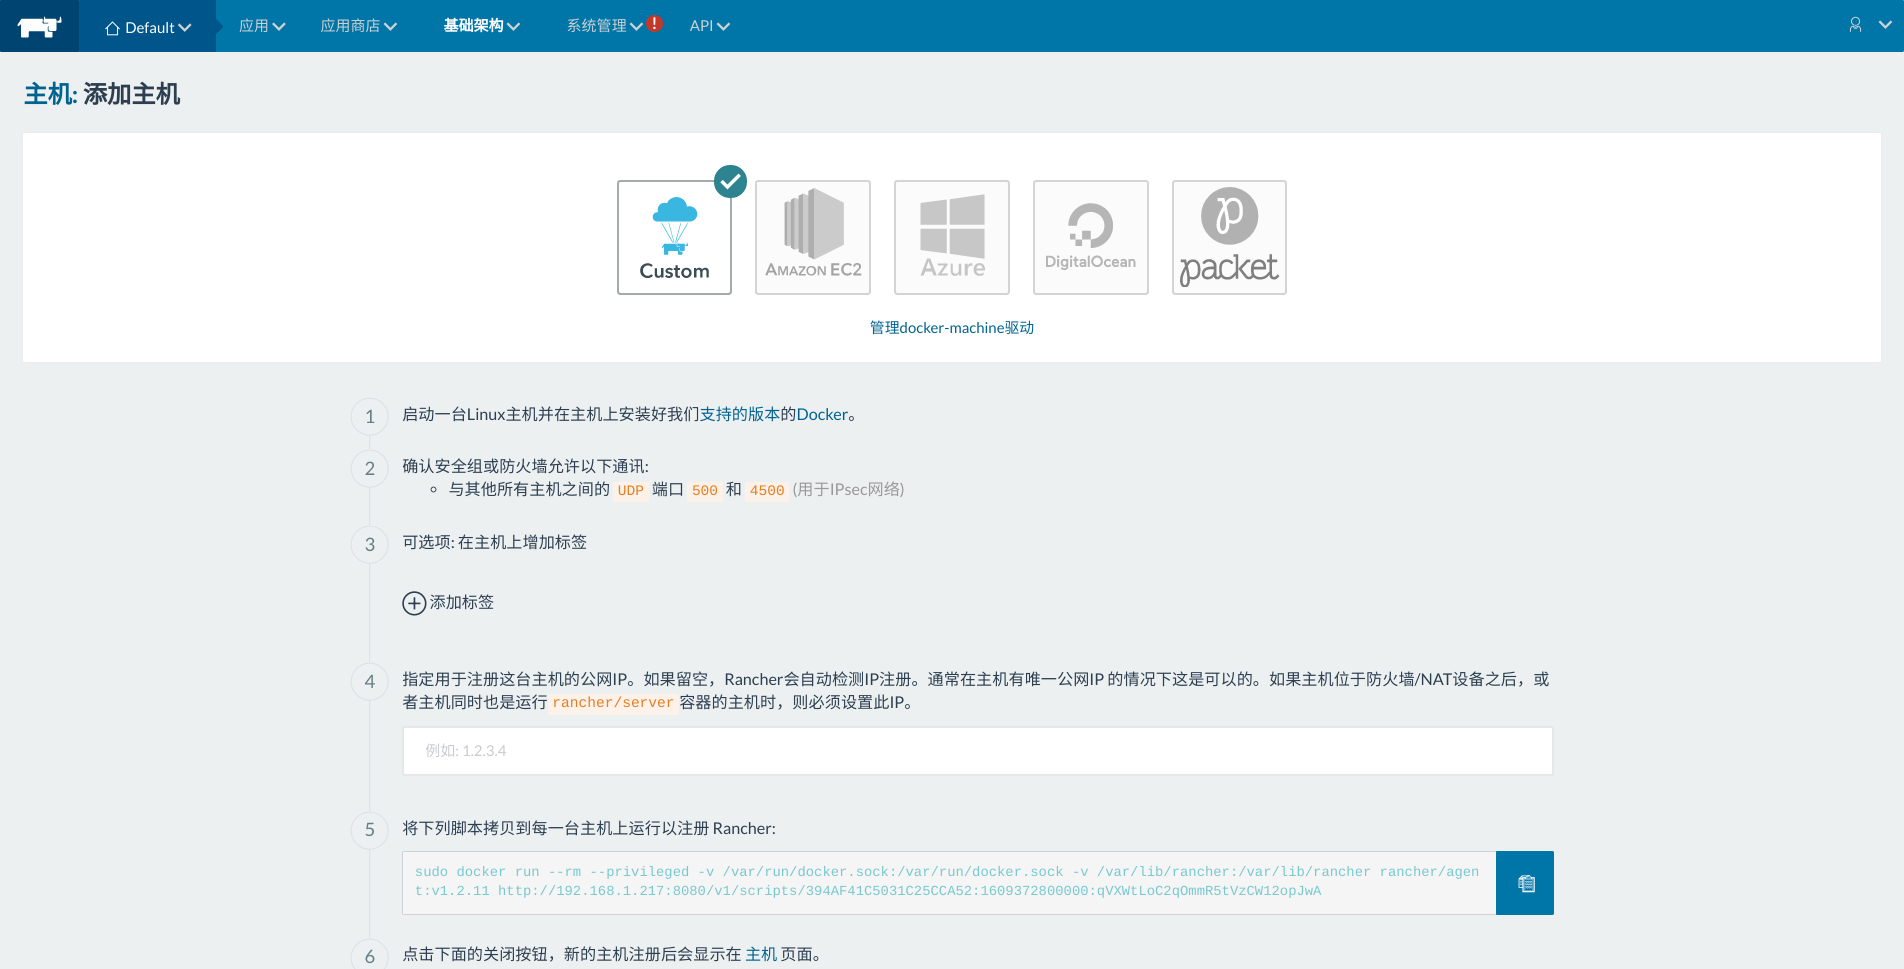 Default 应用 应用商店 基础架构 系统管理 ! API
主机: 添加主机
Custom
AMAZON EC2
Azure
DigitalOcean
packet
管理docker-machine驱动
1 启动一台Linux主机并在主机上安装好我们支持的版本的Docker。
2 确认安全组或防火墙允许以下通讯:
与其他所有主机之间的 UDP 端口 500 和 4500 (用于IPsec网络)
3 可选项: 在主机上增加标签
添加标签
4 指定用于注册这台主机的公网IP。如果留空，Rancher会自动检测IP注册。通常在主机有唯一公网IP 的情况下这是可以的。如果主机位于防火墙/NAT设备之后，或
者主机同时也是运行 rancher/server 容器的主机时，则必须设置此IP。
例如: 1.2.3.4
5 将下列脚本拷贝到每一台主机上运行以注册 Rancher:
sudo docker run --rm --privileged -v /var/run/docker.sock:/var/run/docker.sock -v /var/lib/rancher:/var/lib/rancher rancher/agen
t:v1.2.11 http://192.168.1.217:8080/v1/scripts/394AF41C5031C25CCA52:1609372800000:qVXWtLoC2qOmmR5tVzCW12opJwA
6 点击下面的关闭按钮，新的主机注册后会显示在 主机 页面。